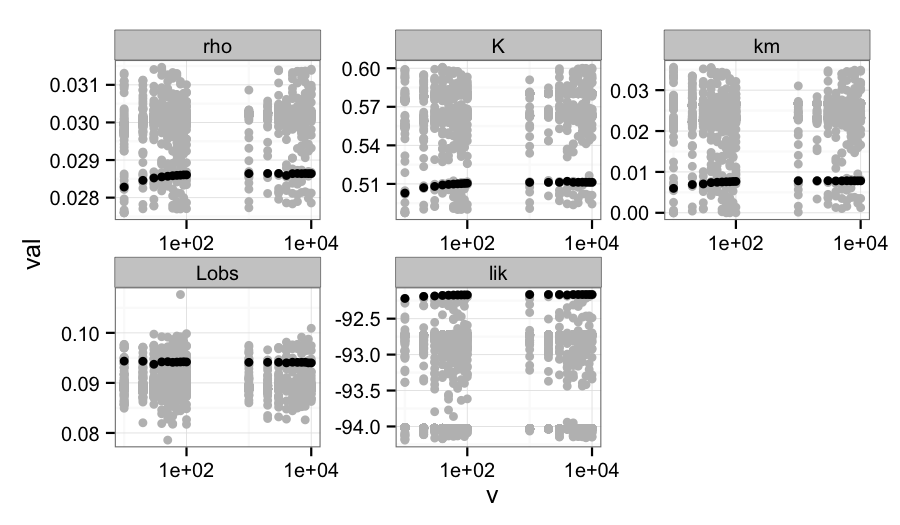 rho K km
0.031 0.60
0.030 0.57 0.03
0.029 0.54 0.02
0.028 0.51 0.01
0.00
1e+02 1e+04 1e+02 1e+04 1e+02 1e+04
val
Lobs lik
0.10 -92.5
0.09 -93.0
0.08 -93.5
-94.0
1e+02 1e+04 1e+02 1e+04
v